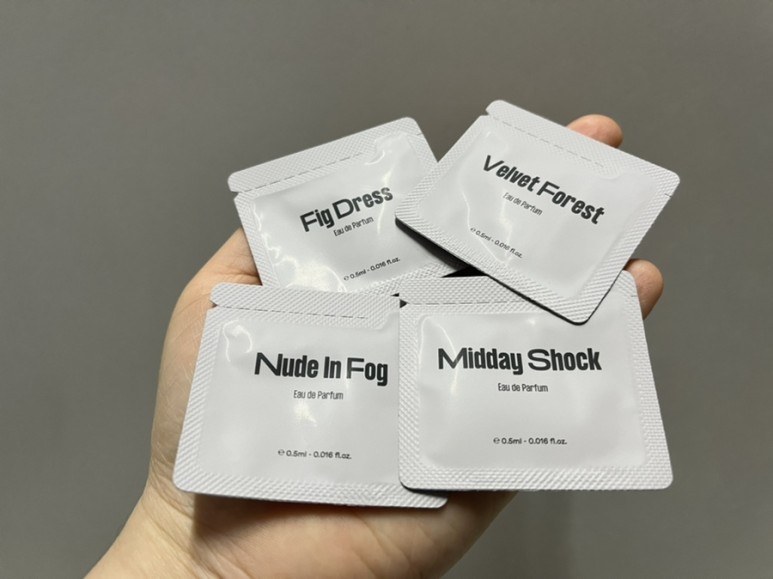 Fig Dress
Eau de Parfum
℮ 0.5ml - 0.016 fl.oz.
Velvet Forest
Eau de Parfum
℮ 0.5ml - 0.016 fl.oz.
Nude In Fog
Eau de Parfum
℮ 0.5ml - 0.016 fl.oz.
Midday Shock
Eau de Parfum
℮ 0.5ml - 0.016 fl.oz.